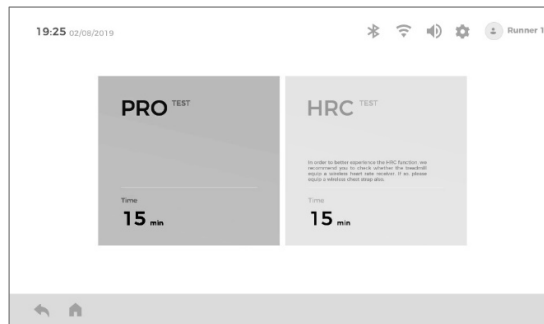 19:25 02/08/2019
Runner 1
PRO TEST
HRC TEST
In order to better experience the HRC function, we
recommend you to check whether the treadmill
equip a wireless heart rate receiver. If so, please
equip a wireless chest strap also.
Time
15 min
Time
15 min